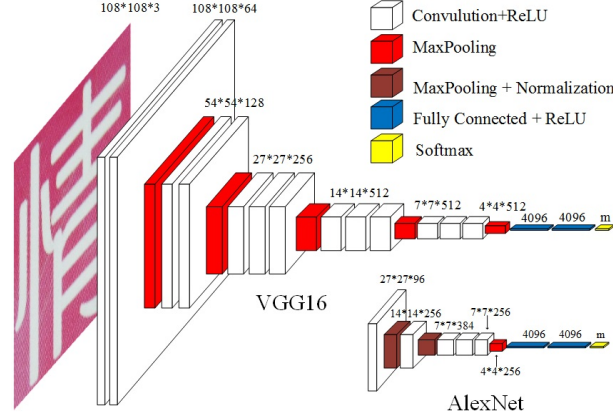 108*108*3
108*108*64
54*54*128
27*27*256
14*14*512
7*7*512
4*4*512
4096 4096 m
VGG16
Convulution+ReLU
MaxPooling
MaxPooling + Normalization
Fully Connected + ReLU
Softmax
27*27*96
14*14*256
7*7*384
7*7*256
4*4*256
4096 4096 m
AlexNet